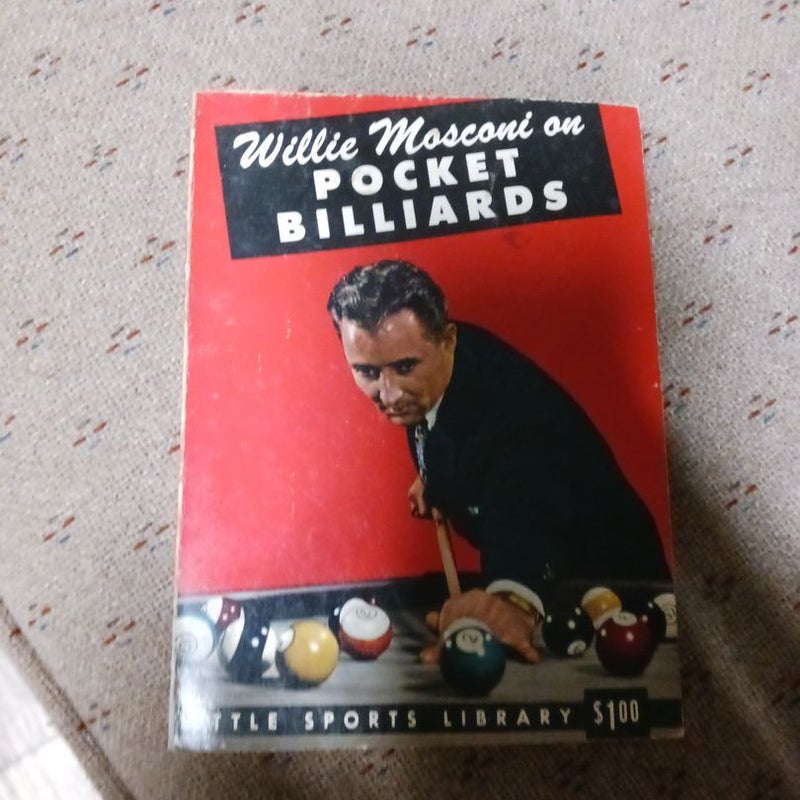 Willie Mosconi on
POCKET
BILLIARDS
TTLE SPORTS LIBRARY $1.00